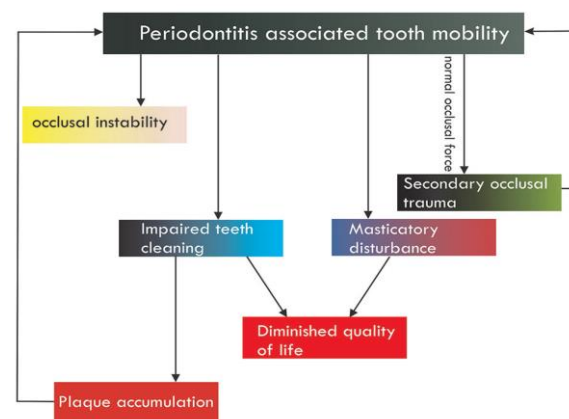 Periodontitis associated tooth mobility
normal occlusal force
occlusal instability
Secondary occlusal
trauma
Impaired teeth
cleaning
Masticatory
disturbance
Diminished quality
of life
Plaque accumulation